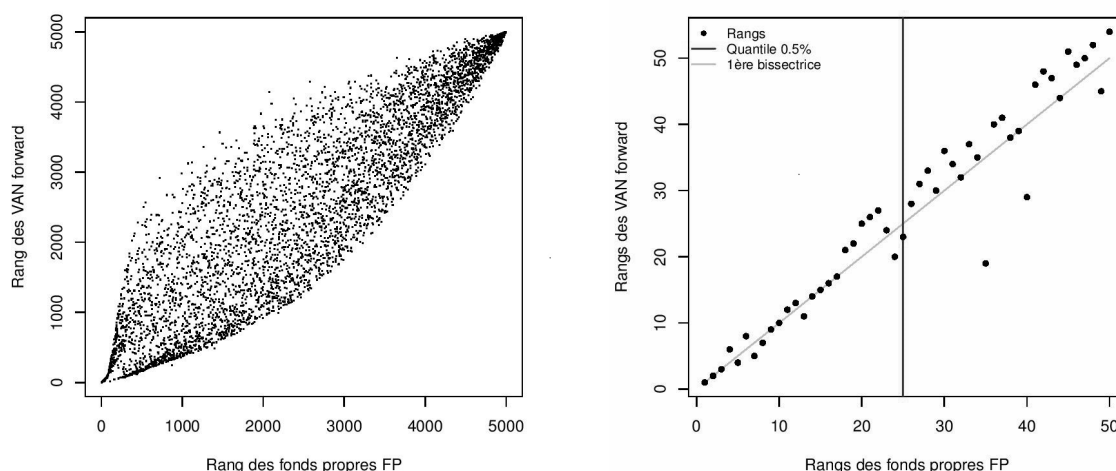 Rang des VAN forward
5000
4000
3000
2000
1000
0
0 1000 2000 3000 4000 5000
Rang des fonds propres FP
Rangs des VAN forward
50
40
30
20
10
0
Rangs
Quantile 0.5%
1ère bissectrice
0 10 20 30 40 50
Rangs des fonds propres FP